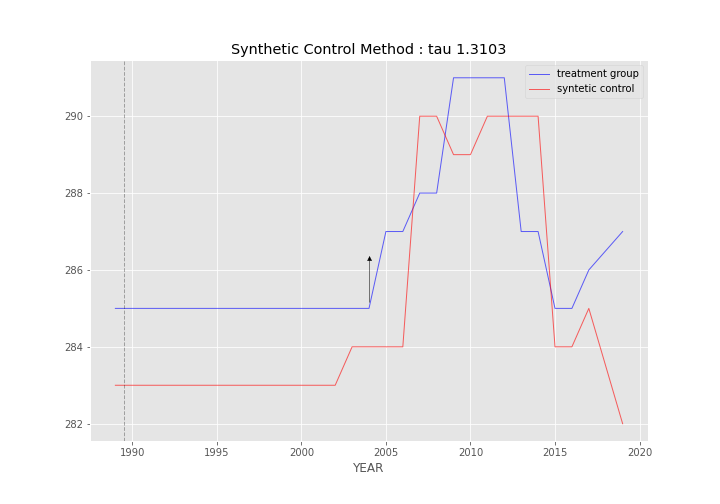 Synthetic Control Method : tau 1.3103
treatment group
syntetic control
290
288
286
284
282
1990 1995 2000 2005 2010 2015 2020
YEAR